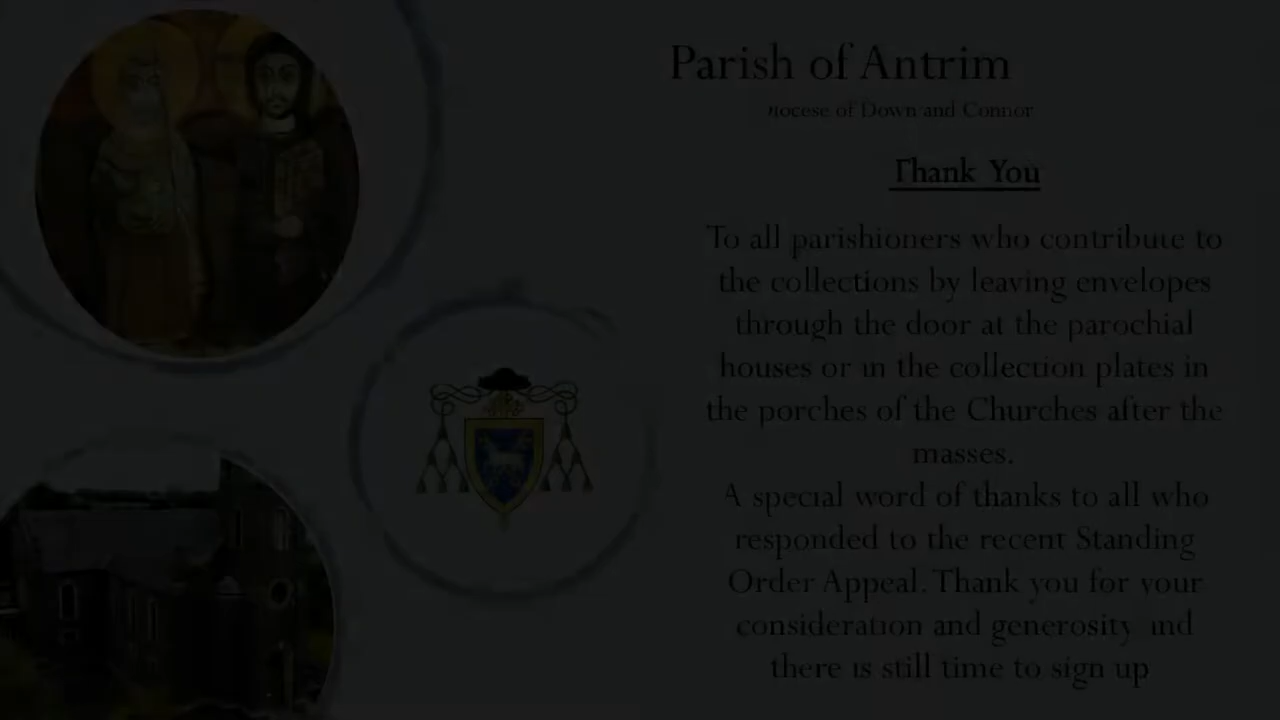 Parish of Antrim
Diocese of Down and Connor
Thank You
To all parishioners who contribute to
the collections by leaving envelopes
through the door at the parochial
houses or in the collection plates in
the porches of the Churches after the
masses.
A special word of thanks to all who
responded to the recent Standing
Order Appeal. Thank you for your
consideration and generosity and
there is still time to sign up